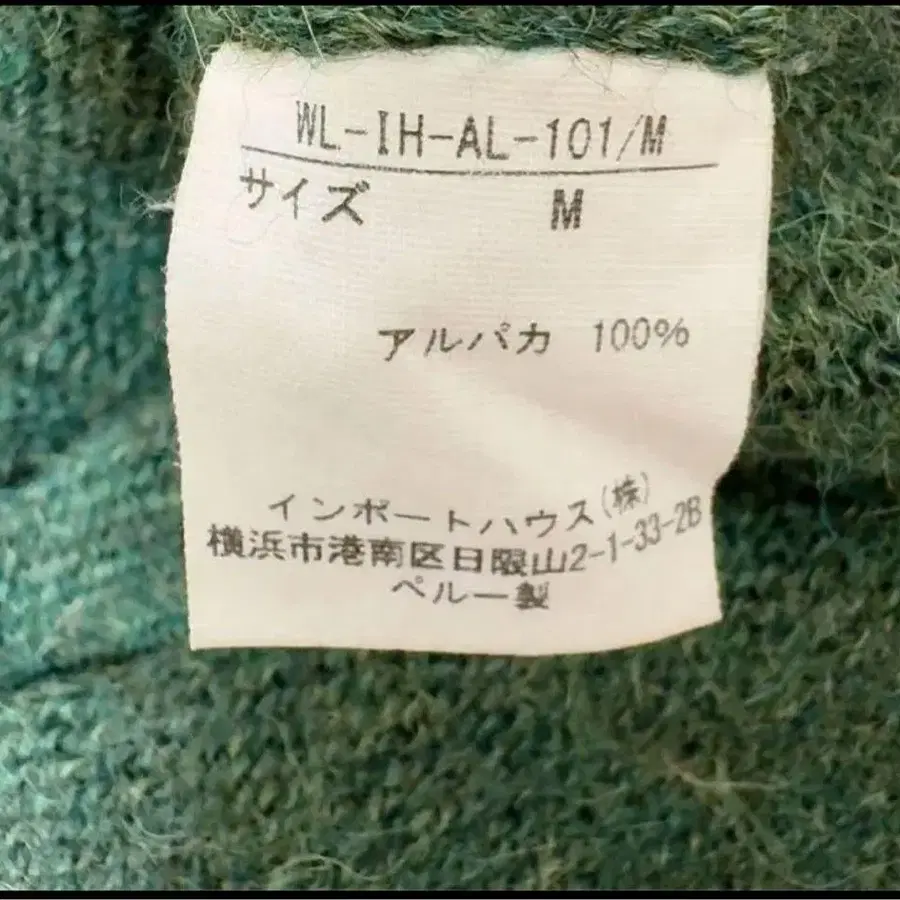 WL-IH-AL-101/M
サイズ M
アルパカ 100%
インポートハウス(株)
横浜市港南区日限山2-1-33-2B
ペルー製